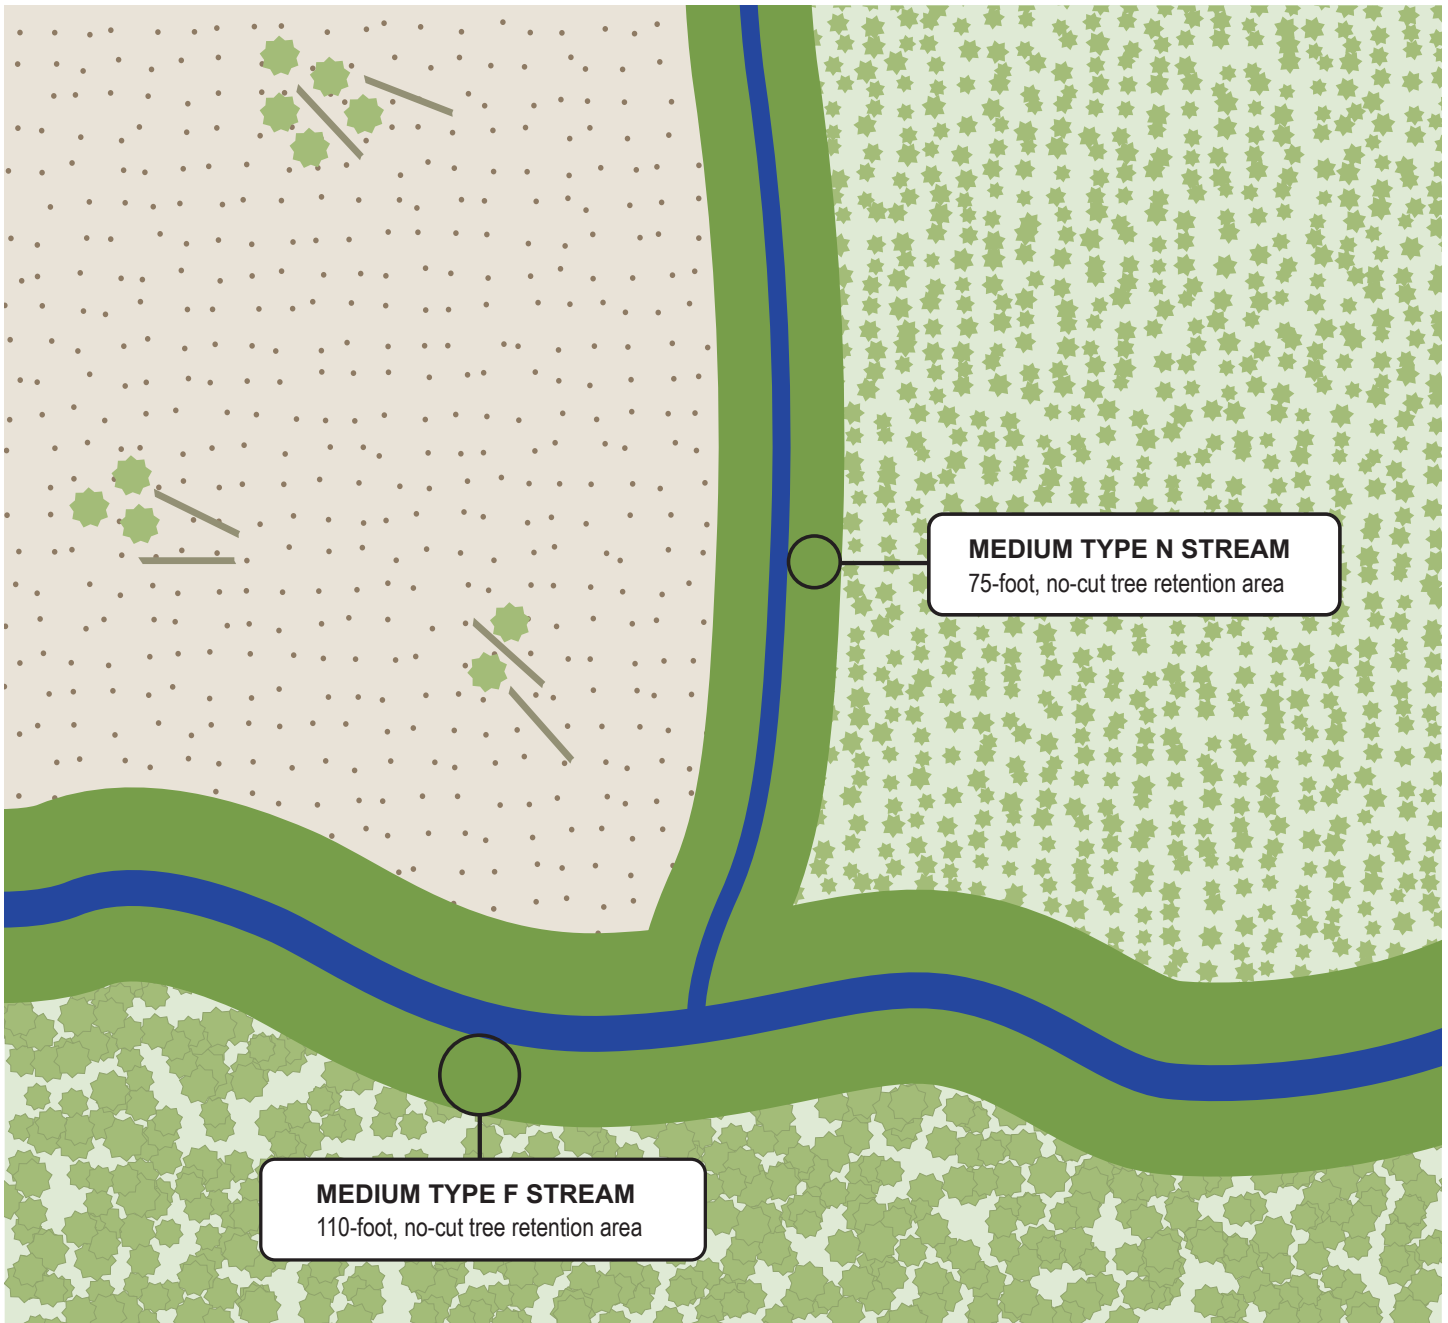 MEDIUM TYPE N STREAM
75-foot, no-cut tree retention area
MEDIUM TYPE F STREAM
110-foot, no-cut tree retention area